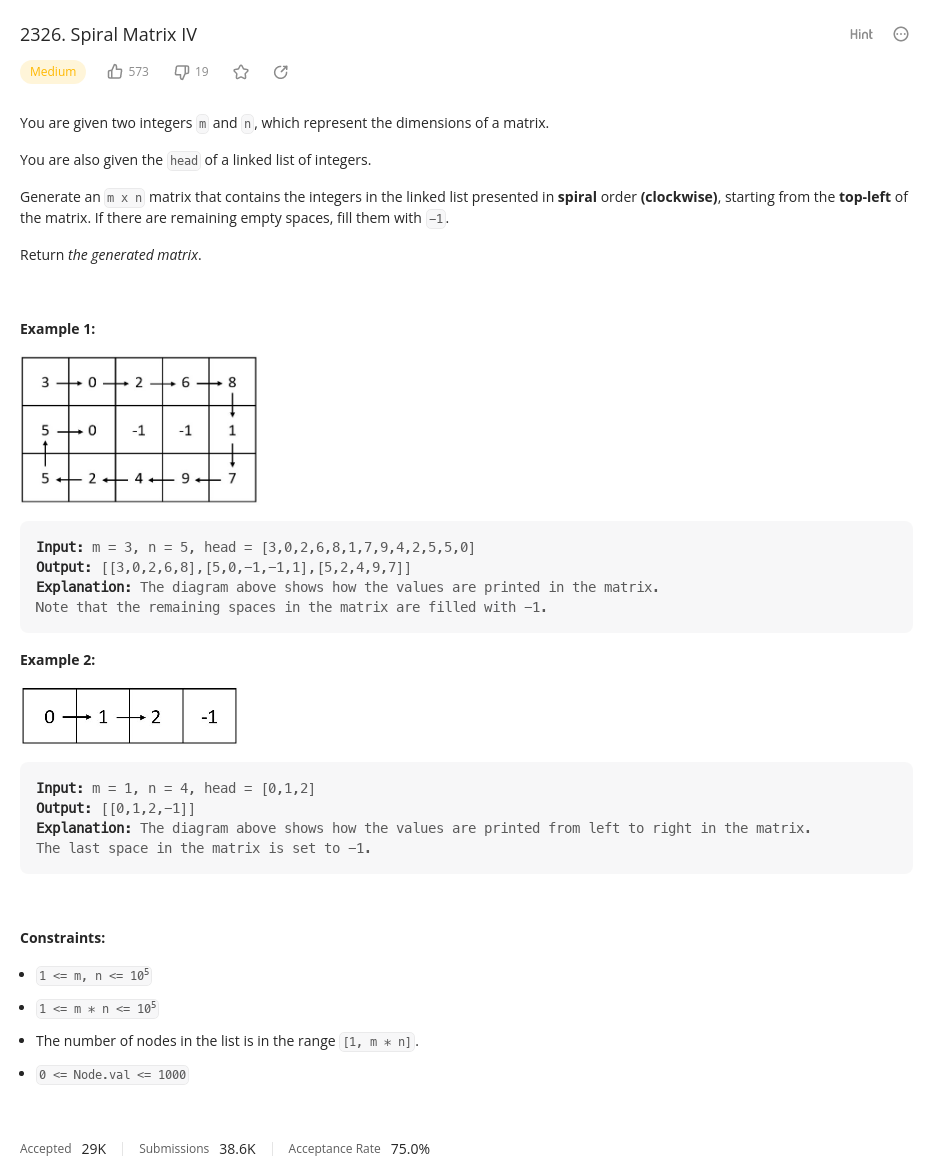 2326. Spiral Matrix IV
Hint
Medium 573 19
You are given two integers m and n, which represent the dimensions of a matrix.
You are also given the head of a linked list of integers.
Generate an m x n matrix that contains the integers in the linked list presented in spiral order (clockwise), starting from the top-left of
the matrix. If there are remaining empty spaces, fill them with -1.
Return the generated matrix.
Example 1:
3 0 2 6 8
5 0 -1 -1 1
5 2 4 9 7
Input: m = 3, n = 5, head = [3,0,2,6,8,1,7,9,4,2,5,5,0]
Output: [[3,0,2,6,8],[5,0,-1,-1,1],[5,2,4,9,7]]
Explanation: The diagram above shows how the values are printed in the matrix.
Note that the remaining spaces in the matrix are filled with -1.
Example 2:
0 1 2 -1
Input: m = 1, n = 4, head = [0,1,2]
Output: [[0,1,2,-1]]
Explanation: The diagram above shows how the values are printed from left to right in the matrix.
The last space in the matrix is set to -1.
Constraints:
1 <= m, n <= 10⁵
1 <= m * n <= 10⁵
The number of nodes in the list is in the range [1, m * n].
0 <= Node.val <= 1000
Accepted 29K Submissions 38.6K Acceptance Rate 75.0%